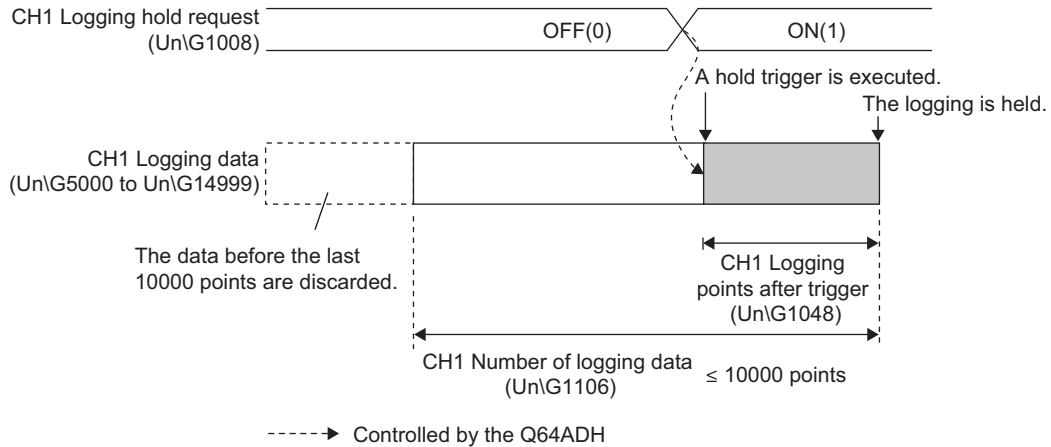 CH1 Logging hold request
(Un\G1008)
OFF(0)
ON(1)
A hold trigger is executed.
The logging is held.
CH1 Logging data
(Un\G5000 to Un\G14999)
The data before the last
10000 points are discarded.
CH1 Logging
points after trigger
(Un\G1048)
CH1 Number of logging data
(Un\G1106)
≤ 10000 points
Controlled by the Q64ADH